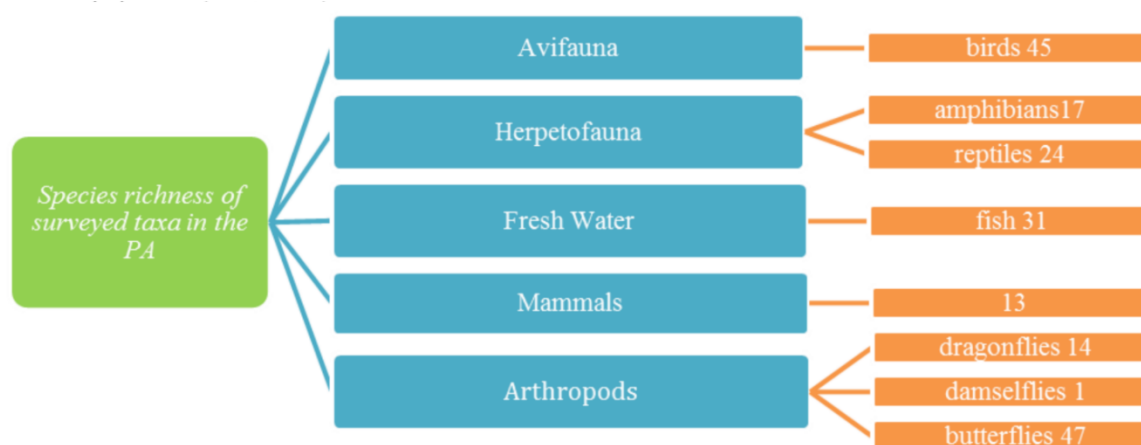 Species richness of
surveyed taxa in the
PA
Avifauna
birds 45
Herpetofauna
amphibians17
reptiles 24
Fresh Water
fish 31
Mammals
13
Arthropods
dragonflies 14
damselflies 1
butterflies 47